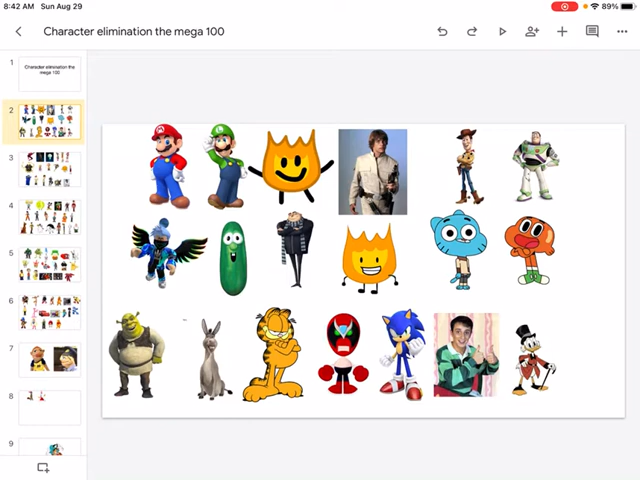 8:42 AM Sun Aug 29
89%
Character elimination the mega 100
1
Character elimination the
mega 100
2
3
4
5
6
7
8
9